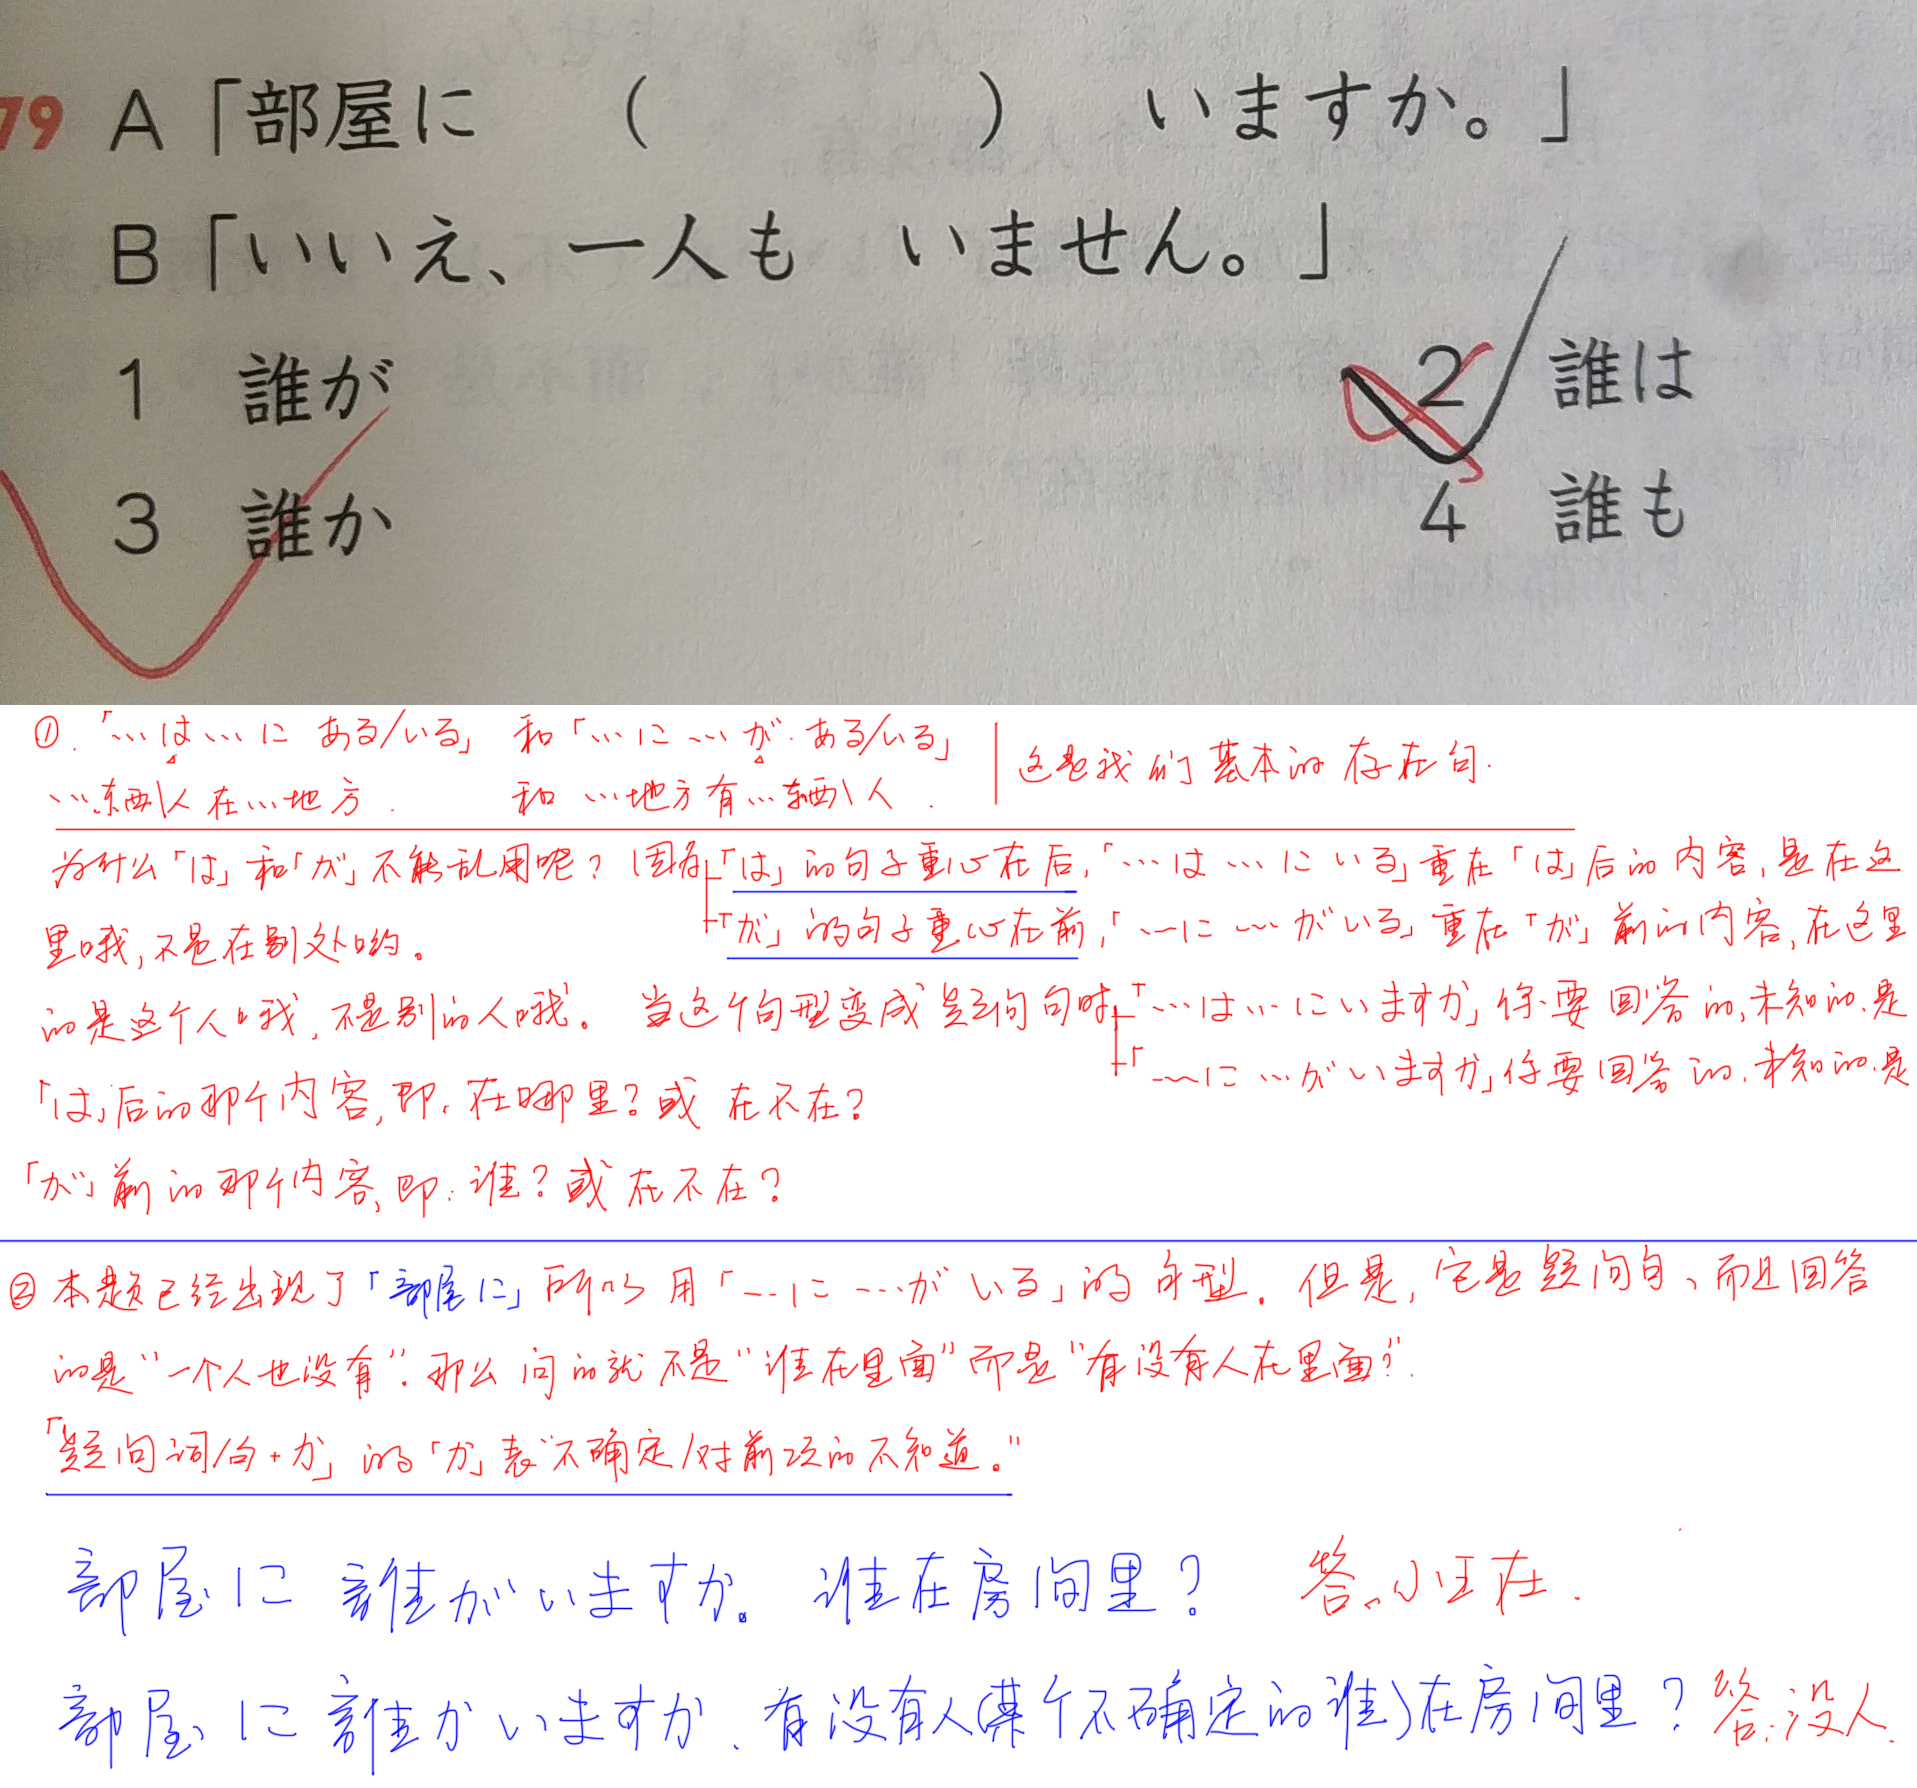 79 A「部屋に （　　　　） いますか。」
B「いいえ、一人も いません。」
1 誰が 2 誰は
3 誰か 4 誰も
①.「…は…に ある/いる」 和「…に…が.ある/いる」 这是我们基本的存在句.
…东西\人在…地方. 和 …地方有…东西\人.
为什么「は」和「が」不能乱用呢？因为「は」的句子重心在后,「…は…にいる」重在「は」后的内容,是在这
里哦,不是在别处哟。 「が」的句子重心在前,「…に…がいる」重在「が」前的内容,在这里
的是这个人哦,不是别的人哦。当这个句型变成疑问句时「…は…にいますか」你要回答的,未知的.是
「…に…がいますか」你要回答的.未知的.是
「は」后的那个内容,即.在哪里？或 在不在？
「が」前的那个内容,即:谁？或在不在？
②本题已经出现了「部屋に」所以用「…に…がいる」的句型.但是,它是疑问句、而且回答
的是“一个人也没有”.那么问的就不是“谁在里面”而是“有没有人在里面？”.
「疑问词/句+か」的「か」表“不确定/对前项的不知道。”
部屋に 誰がいますか。谁在房间里？ 答.小王在.
部屋に 誰かいますか.有没有人(某个不确定的谁)在房间里？答:没人.